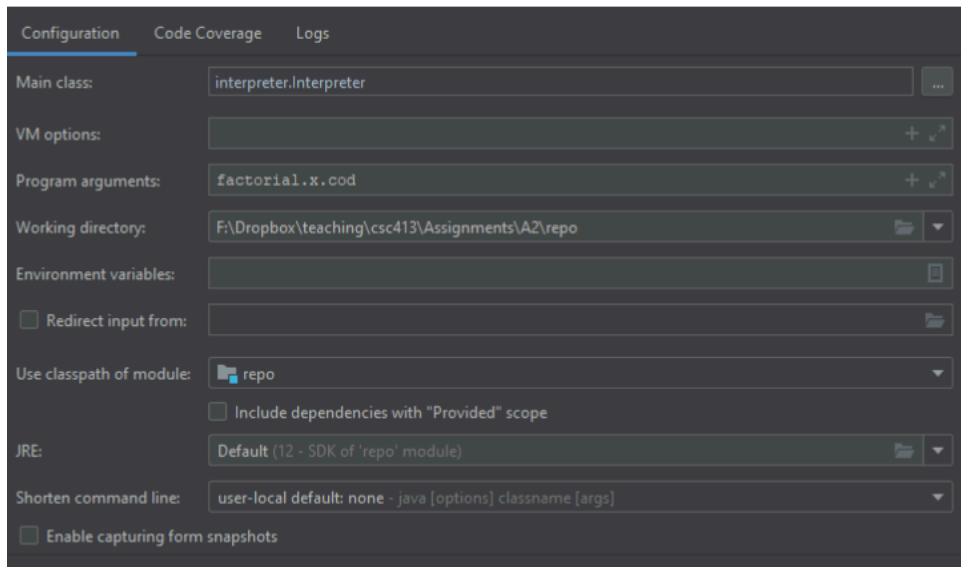 Configuration Code Coverage Logs
Main class: interpreter.Interpreter ...
VM options:
Program arguments: factorial.x.cod
Working directory: F:\Dropbox\teaching\csc413\Assignments\A2\repo
Environment variables:
Redirect input from:
Use classpath of module: repo
Include dependencies with "Provided" scope
JRE: Default (12 - SDK of 'repo' module)
Shorten command line: user-local default: none - java [options] classname [args]
Enable capturing form snapshots